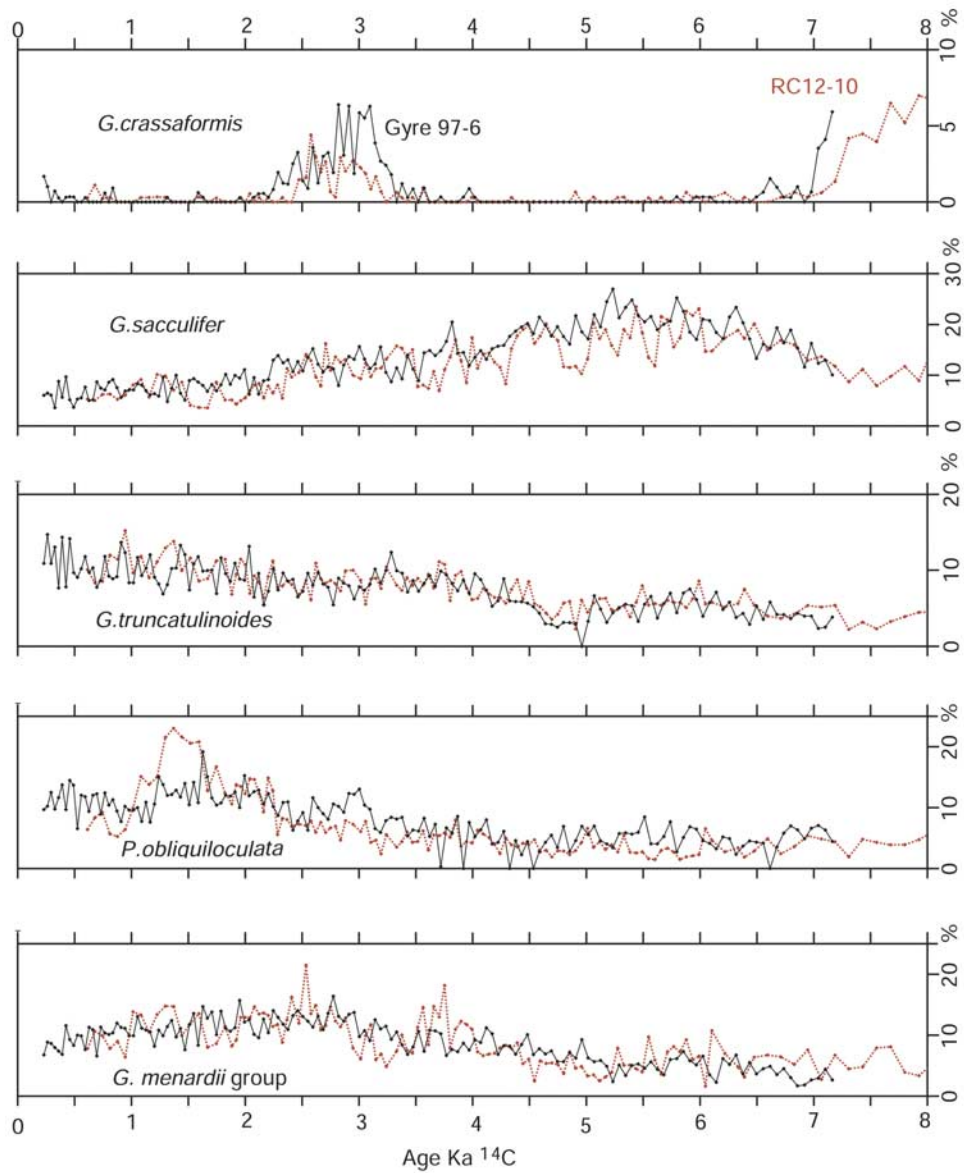 0 1 2 3 4 5 6 7 8
%
10
5
0
G.crassaformis
Gyre 97-6
RC12-10
30
%
20
10
0
G.sacculifer
%
20
10
0
G.truncatulinoides
%
20
10
0
P.obliquiloculata
%
20
10
0
G. menardii group
0 1 2 3 4 5 6 7 8
Age Ka 14C